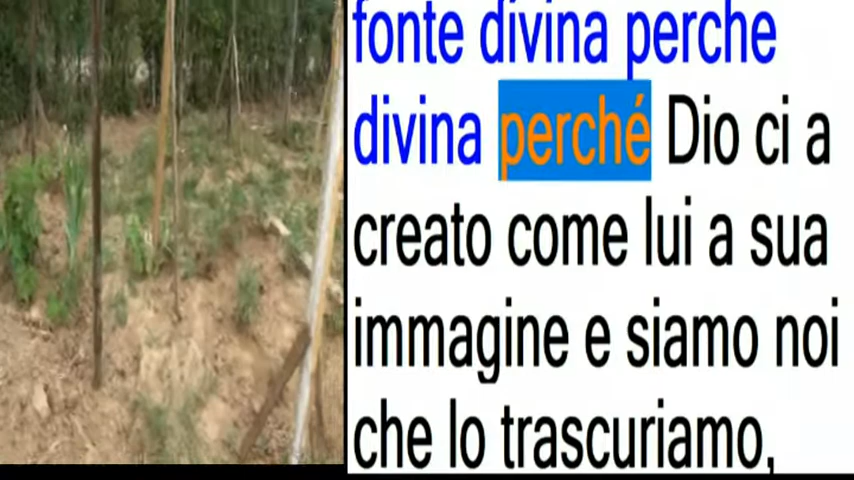 fonte divina perche
divina perché Dio ci a
creato come lui a sua
immagine e siamo noi
che lo trascuriamo,